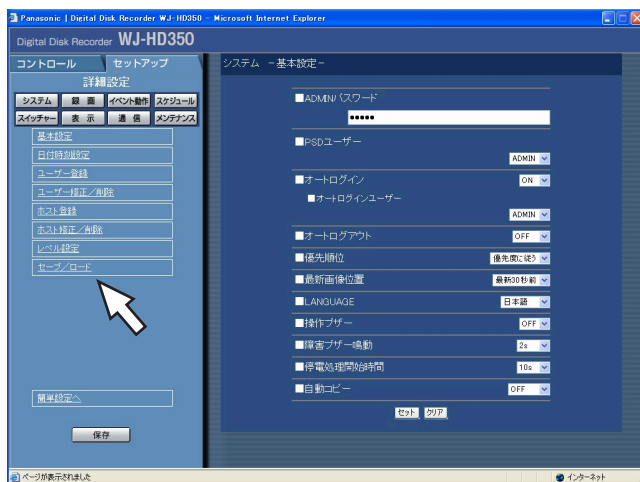 Panasonic | Digital Disk Recorder WJ-HD350 - Microsoft Internet Explorer
Digital Disk Recorder WJ-HD350
コントロール セットアップ
詳細設定
システム 録 画 イベント動作 スケジュール
スイッチャー 表 示 通 信 メンテナンス
基本設定
日付時刻設定
ユーザー登録
ユーザー修正／削除
ホスト登録
ホスト修正／削除
レベル設定
セーブ／ロード
簡単設定へ
保存
システム －基本設定－
■ADMINパスワード
●●●●●
■PSDユーザー
ADMIN
■オートログイン ON
■オートログインユーザー
ADMIN
■オートログアウト OFF
■優先順位 優先度に従う
■最新画像位置 最新30秒前
■LANGUAGE 日本語
■操作ブザー OFF
■障害ブザー鳴動 2s
■停電処理開始時間 10s
■自動コピー OFF
セット クリア
ページが表示されました インターネット